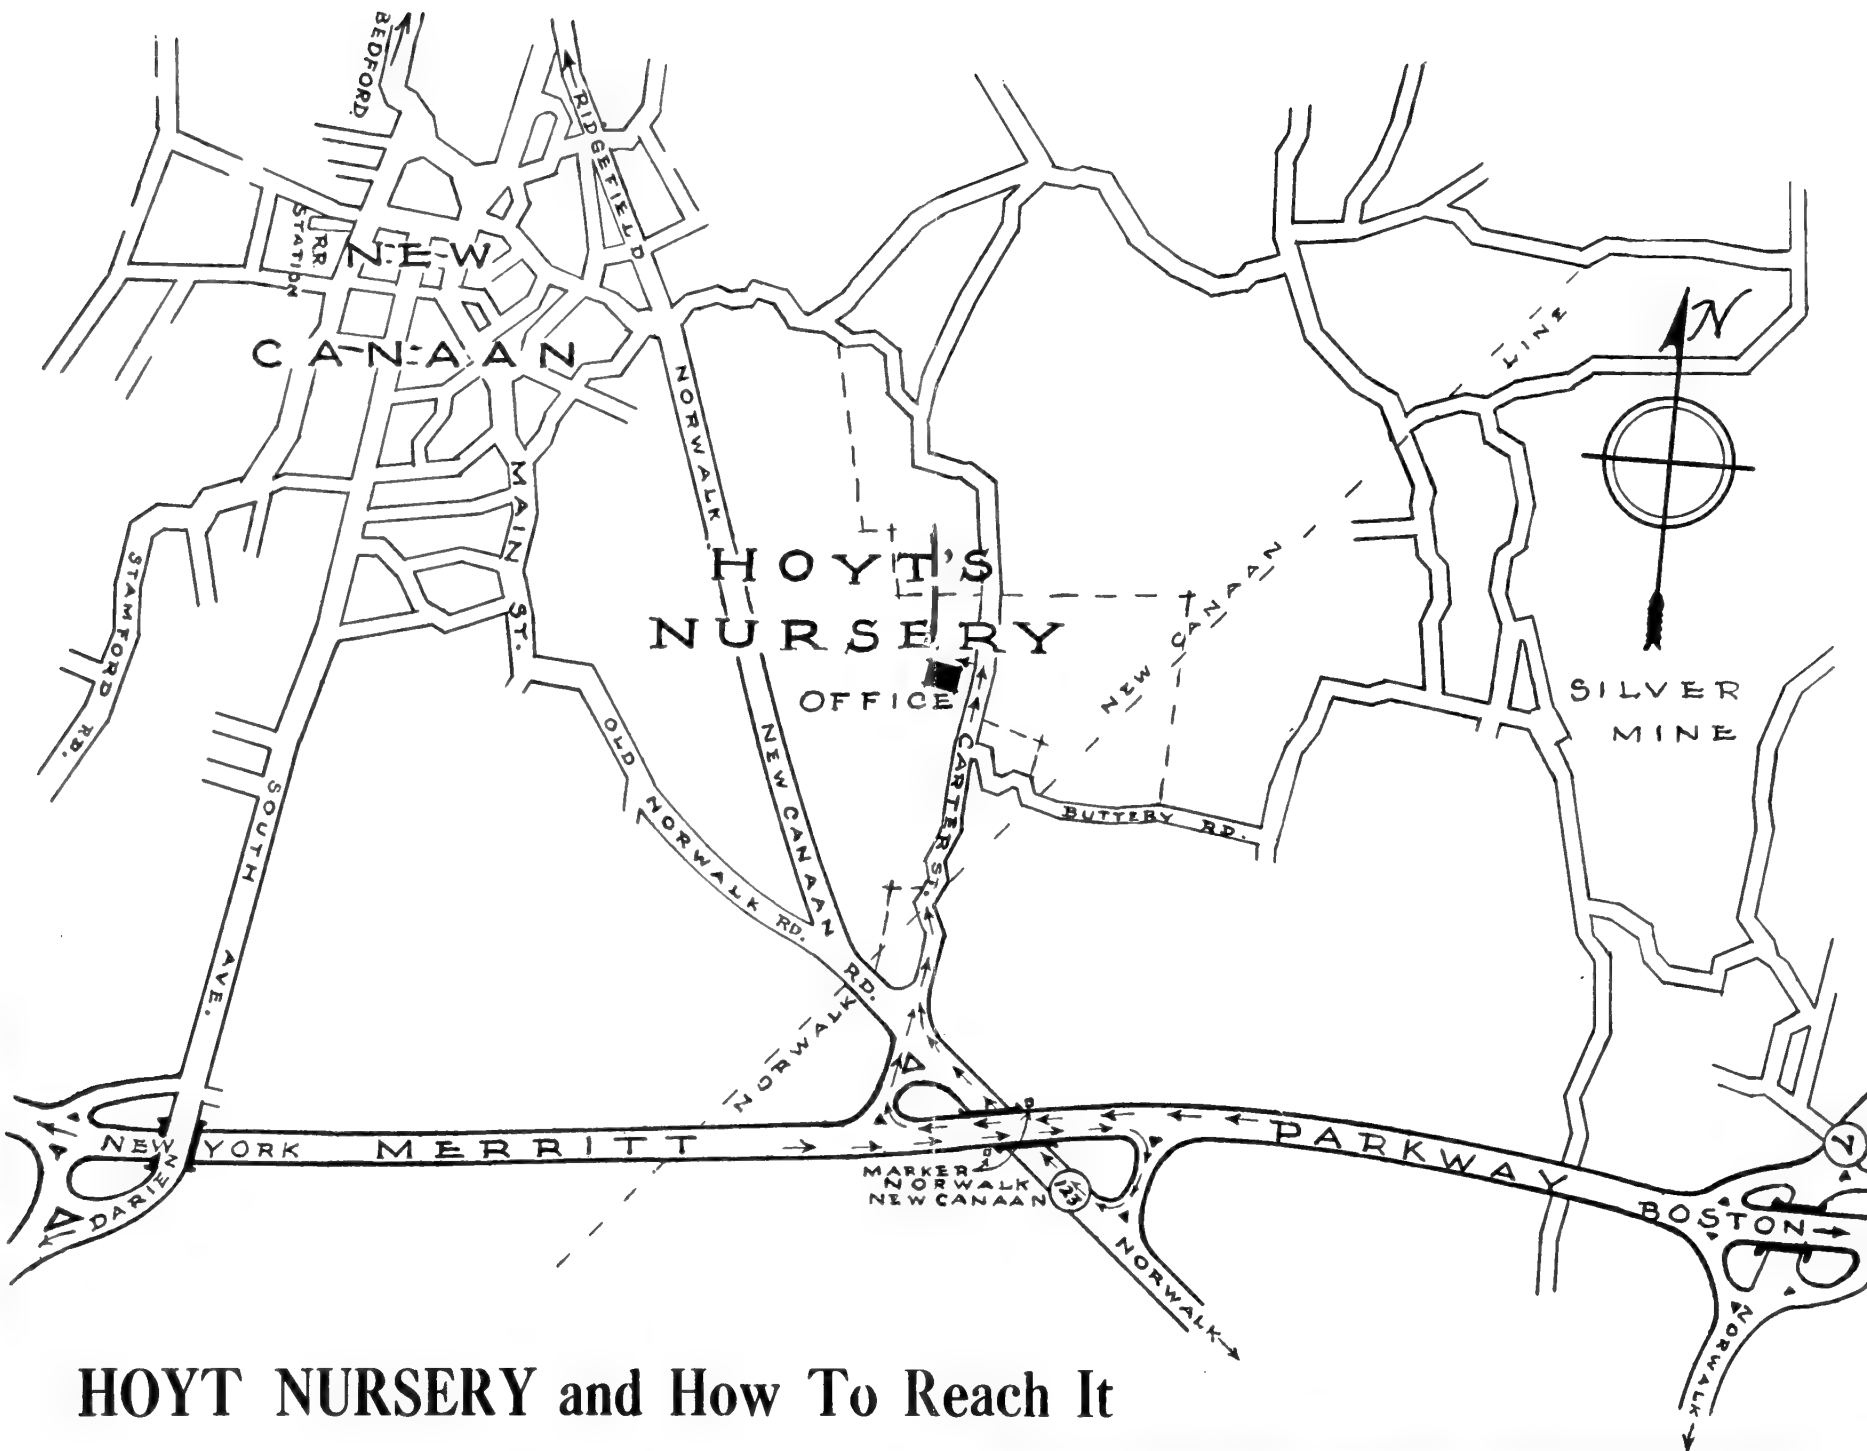 BEDFORD.
RIDGEFIELD
R.R.
STATION
NEW
CANAAN
NORWALK
MAIN ST.
STAMFORD RD.
HOYT'S
NURSERY
OFFICE
NEW CANAAN RD.
OLD NORWALK RD.
SOUTH AVE.
CARTER ST.
BUTTERY RD.
NEW CANAAN
LINE
NORWALK
N
SILVER
MINE
NEW YORK
MERRITT
PARKWAY
BOSTON
DARIEN
MARKER
NORWALK
NEW CANAAN
123
7
NORWALK
NORWALK
HOYT NURSERY and How To Reach It